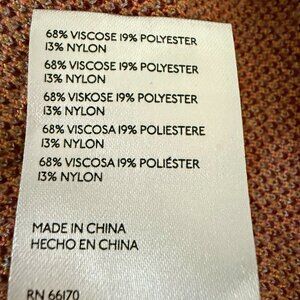 68% VISCOSE 19% POLYESTER
13% NYLON
68% VISCOSE 19% POLYESTER
13% NYLON
68% VISKOSE 19% POLYESTER
13% NYLON
68% VISCOSA 19% POLIESTERE
13% NYLON
68% VISCOSA 19% POLIÉSTER
13% NYLON
MADE IN CHINA
HECHO EN CHINA
RN 66170